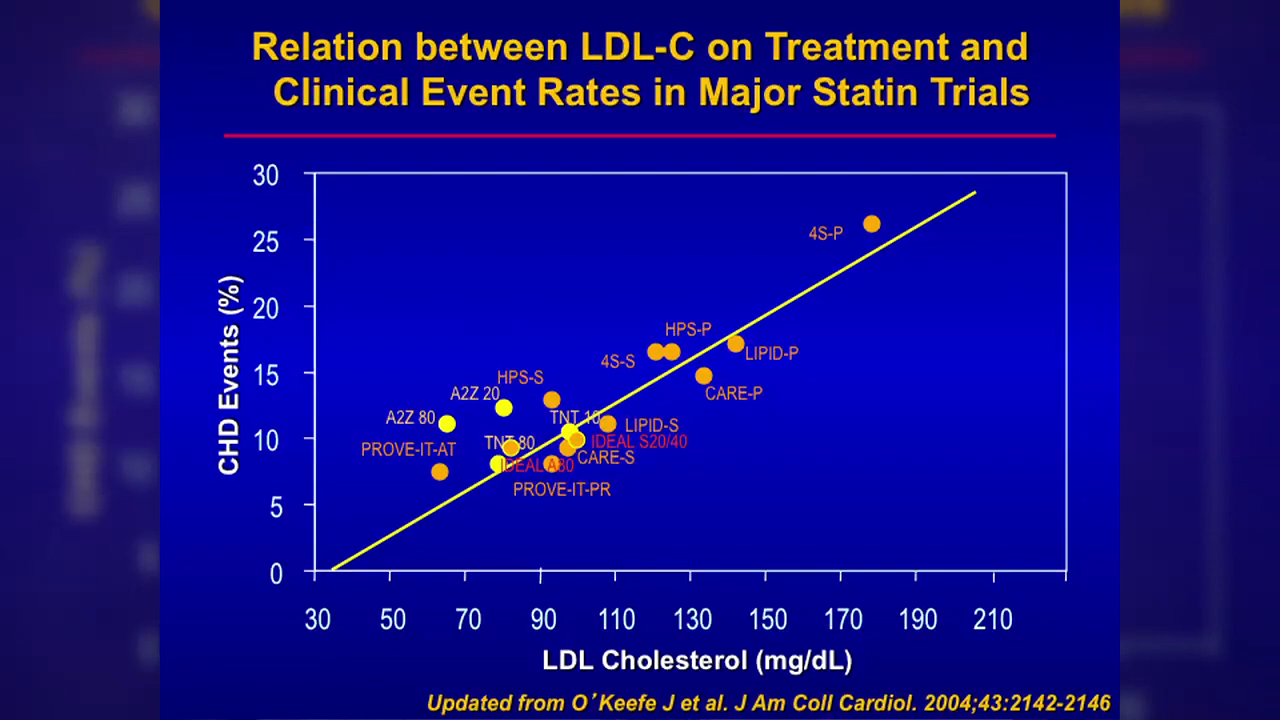 Relation between LDL-C on Treatment and
Clinical Event Rates in Major Statin Trials
CHD Events (%)
30
25
20
15
10
5
0
4S-P
HPS-P
LIPID-P
4S-S
CARE-P
HPS-S
A2Z 20
A2Z 80
TNT 10
LIPID-S
PROVE-IT-AT
TNT 80
IDEAL S20/40
CARE-S
IDEAL A80
PROVE-IT-PR
30 50 70 90 110 130 150 170 190 210
LDL Cholesterol (mg/dL)
Updated from O´Keefe J et al. J Am Coll Cardiol. 2004;43:2142-2146